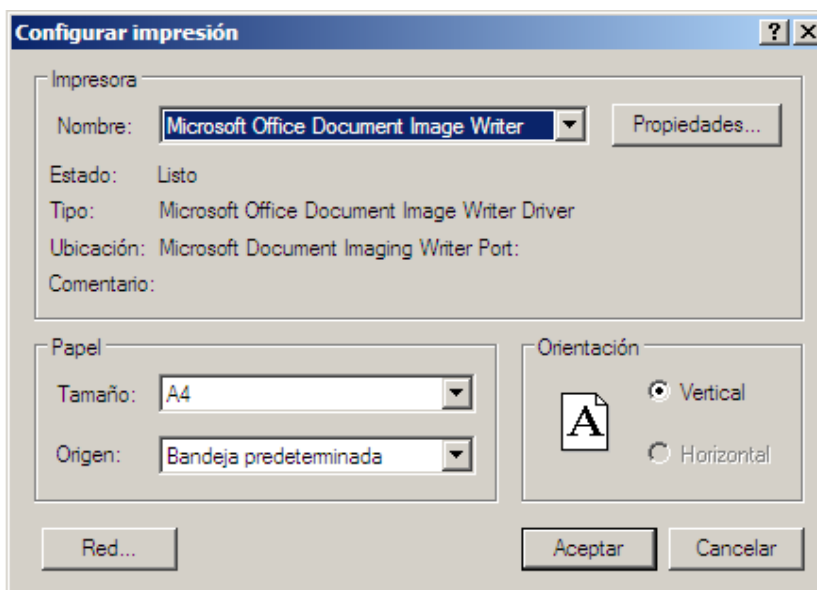 Configurar impresión
Impresora
Nombre: Microsoft Office Document Image Writer Propiedades...
Estado: Listo
Tipo: Microsoft Office Document Image Writer Driver
Ubicación: Microsoft Document Imaging Writer Port:
Comentario:
Papel
Tamaño: A4
Origen: Bandeja predeterminada
Orientación
A
Vertical
Horizontal
Red...
Aceptar
Cancelar